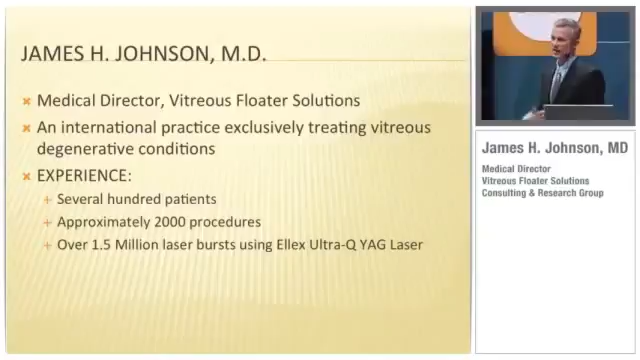 JAMES H. JOHNSON, M.D.
Medical Director, Vitreous Floater Solutions
An international practice exclusively treating vitreous
degenerative conditions
EXPERIENCE:
Several hundred patients
Approximately 2000 procedures
Over 1.5 Million laser bursts using Ellex Ultra-Q YAG Laser
James H. Johnson, MD
Medical Director
Vitreous Floater Solutions
Consulting & Research Group